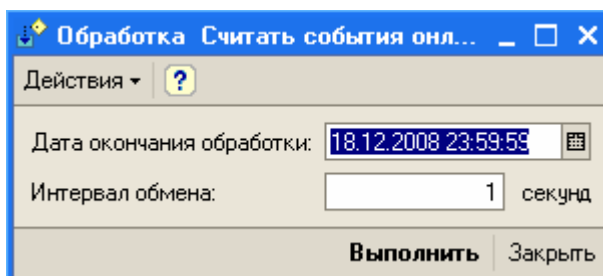 Обработка Считать события онл...
Действия ?
Дата окончания обработки: 18.12.2008 23:59:59
Интервал обмена: 1 секунд
Выполнить Закрыть